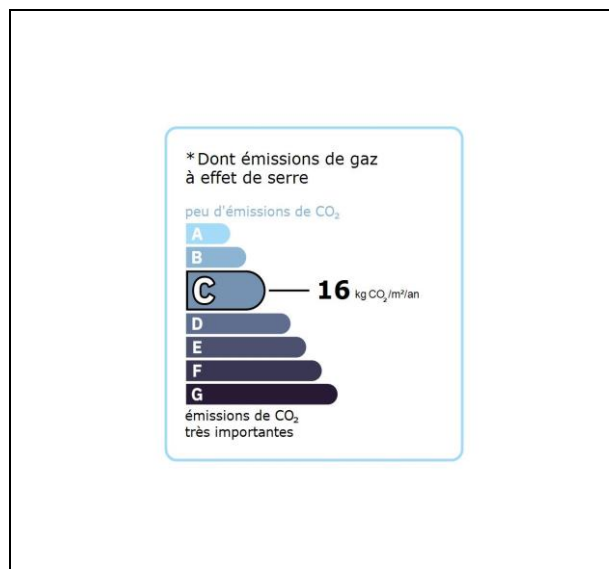 *Dont émissions de gaz
à effet de serre
peu d'émissions de CO₂
A
B
C 16 kg CO₂/m²/an
D
E
F
G
émissions de CO₂
très importantes